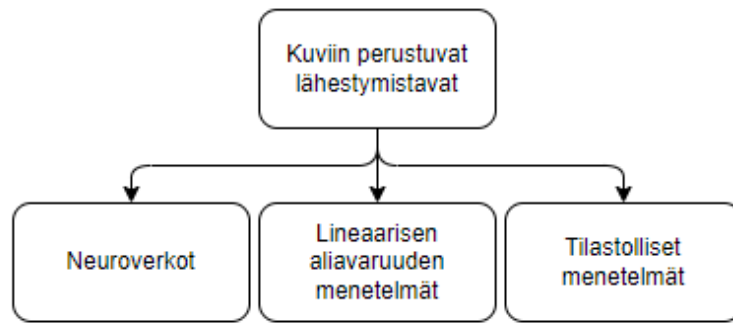 Kuviin perustuvat
lähestymistavat
Neuroverkot
Lineaarisen
aliavaruuden
menetelmät
Tilastolliset
menetelmät